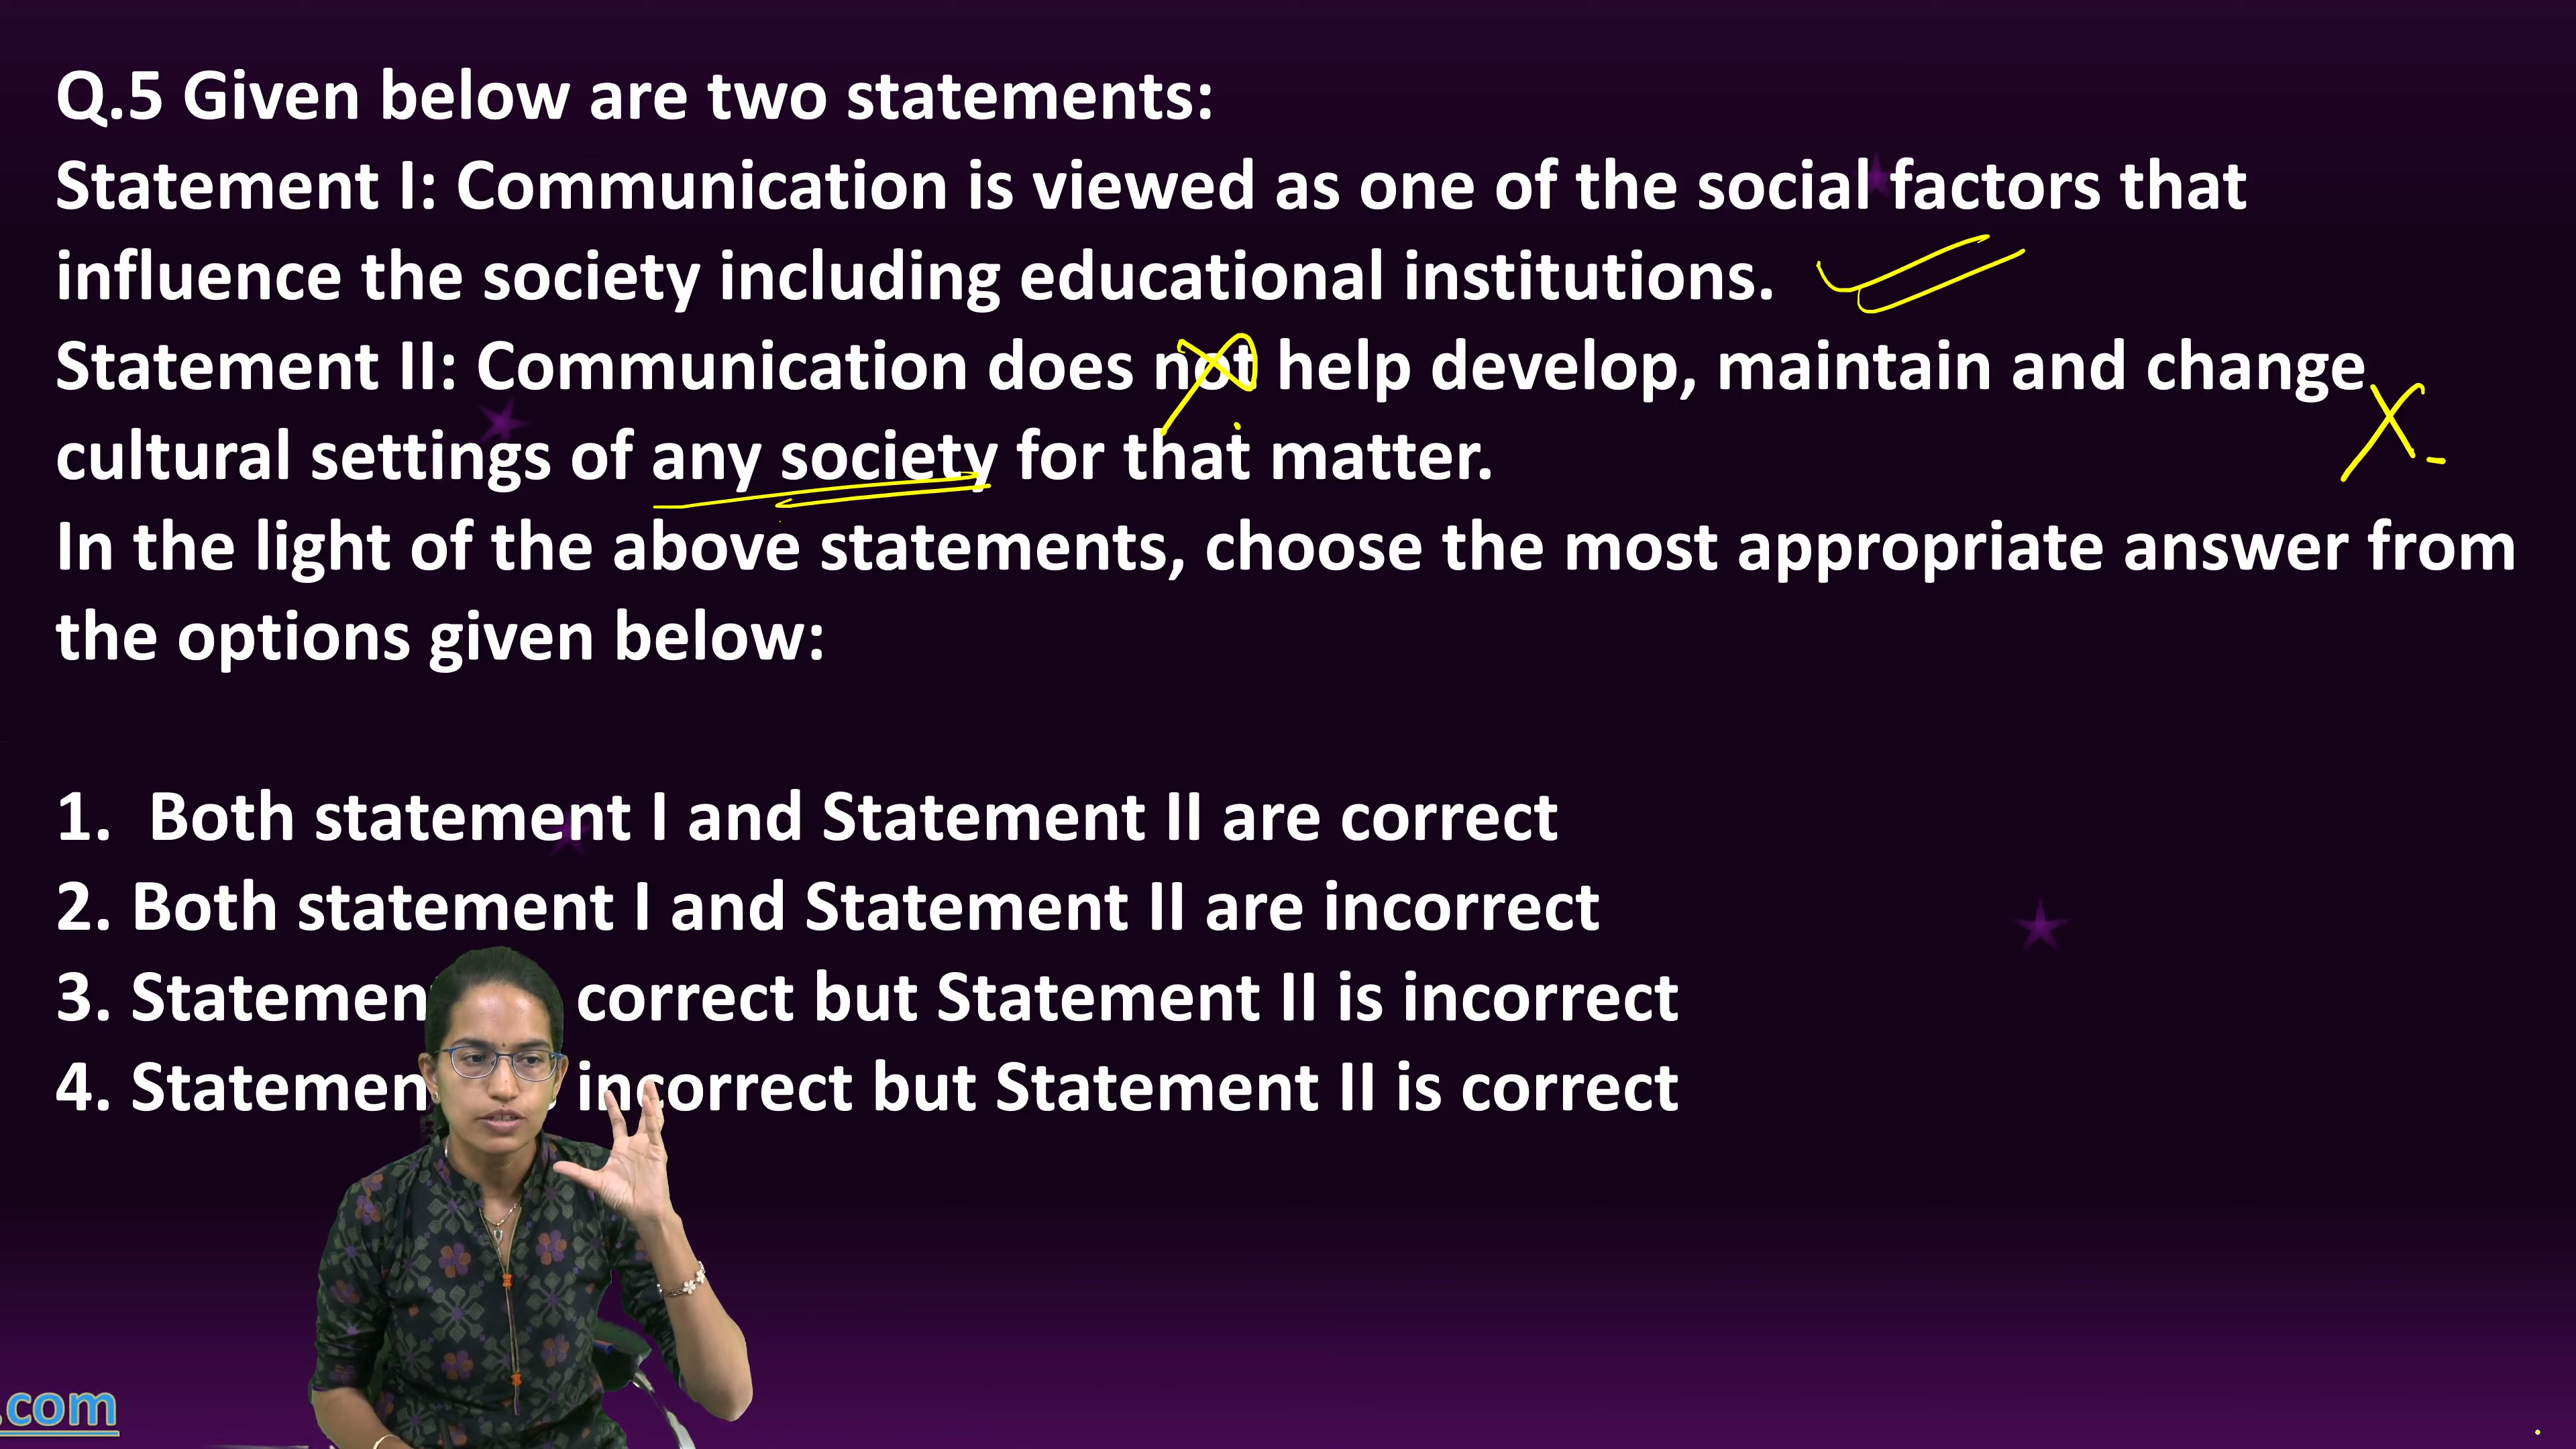 Q.5 Given below are two statements:
Statement I: Communication is viewed as one of the social factors that
influence the society including educational institutions.
Statement II: Communication does not help develop, maintain and change
cultural settings of any society for that matter.
In the light of the above statements, choose the most appropriate answer from
the options given below:
1. Both statement I and Statement II are correct
2. Both statement I and Statement II are incorrect
3. Statemen correct but Statement II is incorrect
4. Statemen incorrect but Statement II is correct
.com